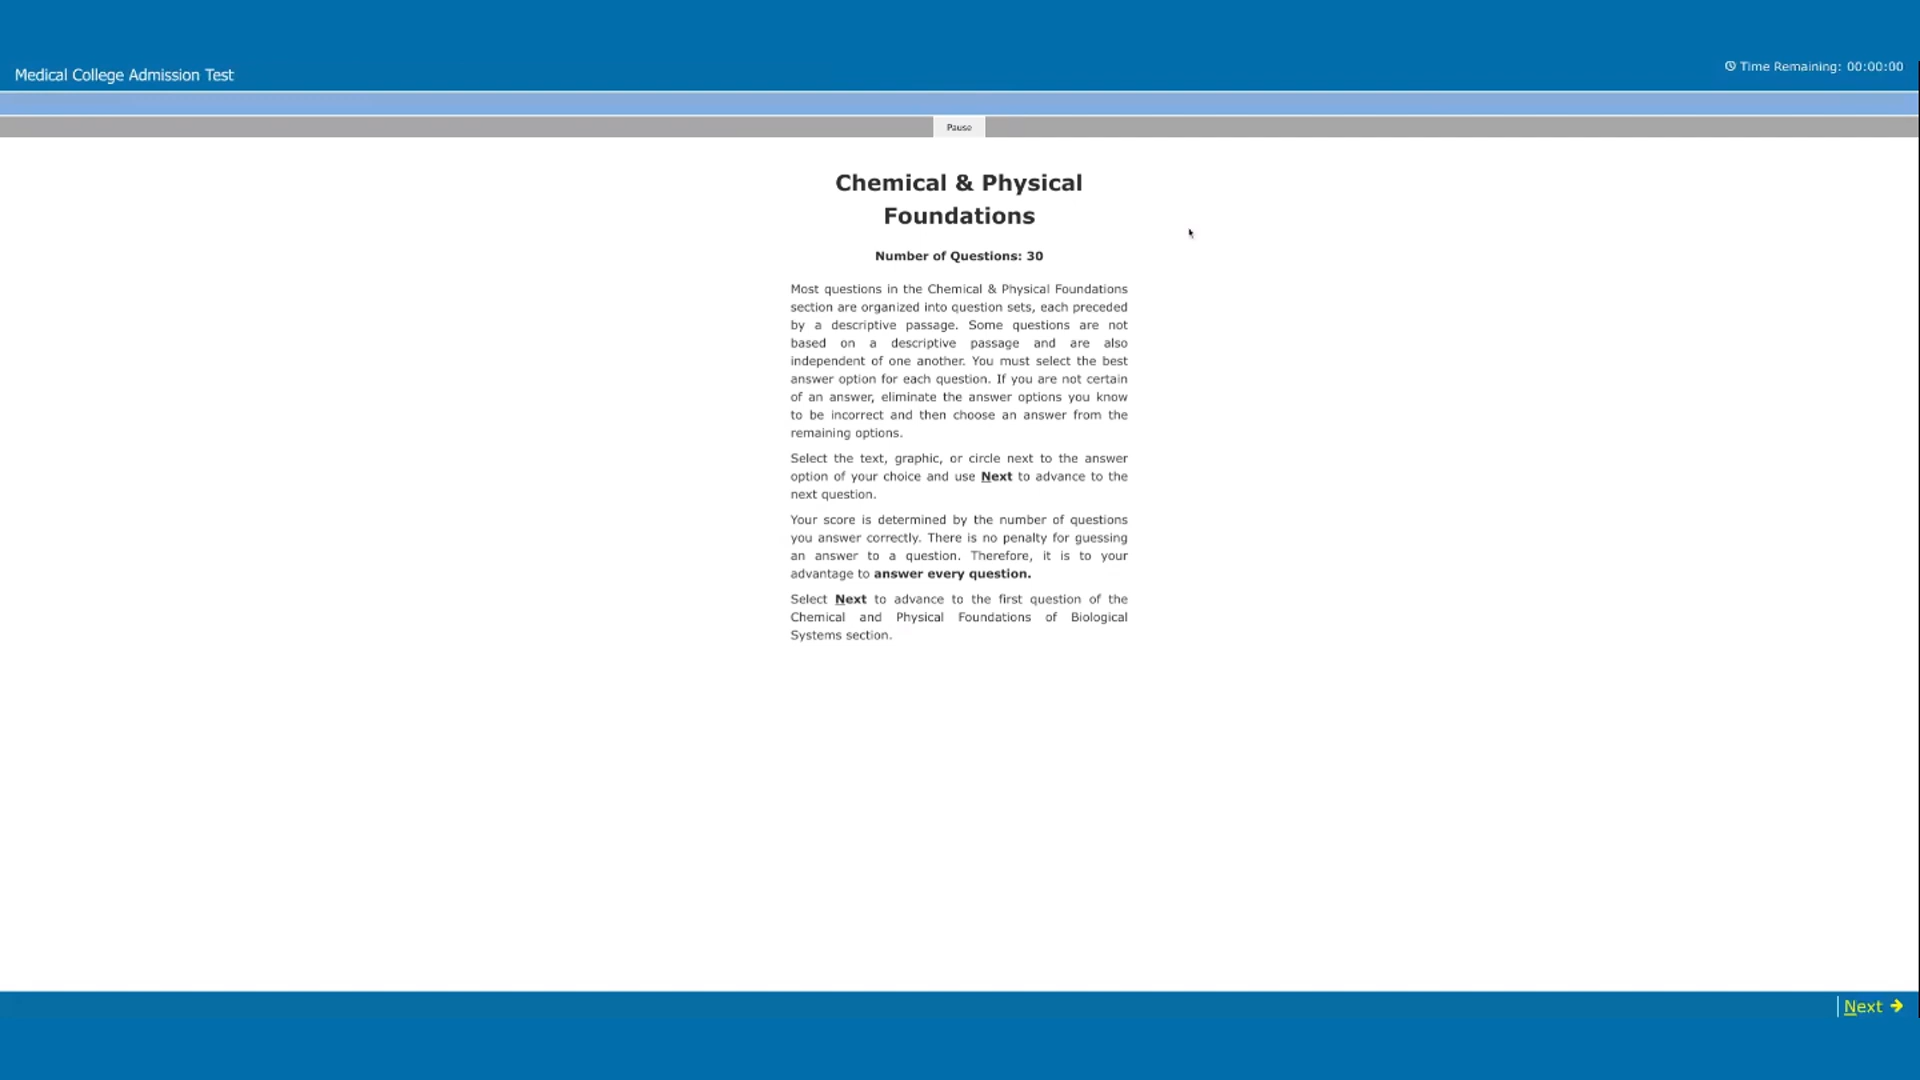 Medical College Admission Test
Time Remaining: 00:00:00
Pause
Chemical & Physical
Foundations
Number of Questions: 30
Most questions in the Chemical & Physical Foundations
section are organized into question sets, each preceded
by a descriptive passage. Some questions are not
based on a descriptive passage and are also
independent of one another. You must select the best
answer option for each question. If you are not certain
of an answer, eliminate the answer options you know
to be incorrect and then choose an answer from the
remaining options.
Select the text, graphic, or circle next to the answer
option of your choice and use Next to advance to the
next question.
Your score is determined by the number of questions
you answer correctly. There is no penalty for guessing
an answer to a question. Therefore, it is to your
advantage to answer every question.
Select Next to advance to the first question of the
Chemical and Physical Foundations of Biological
Systems section.
Next